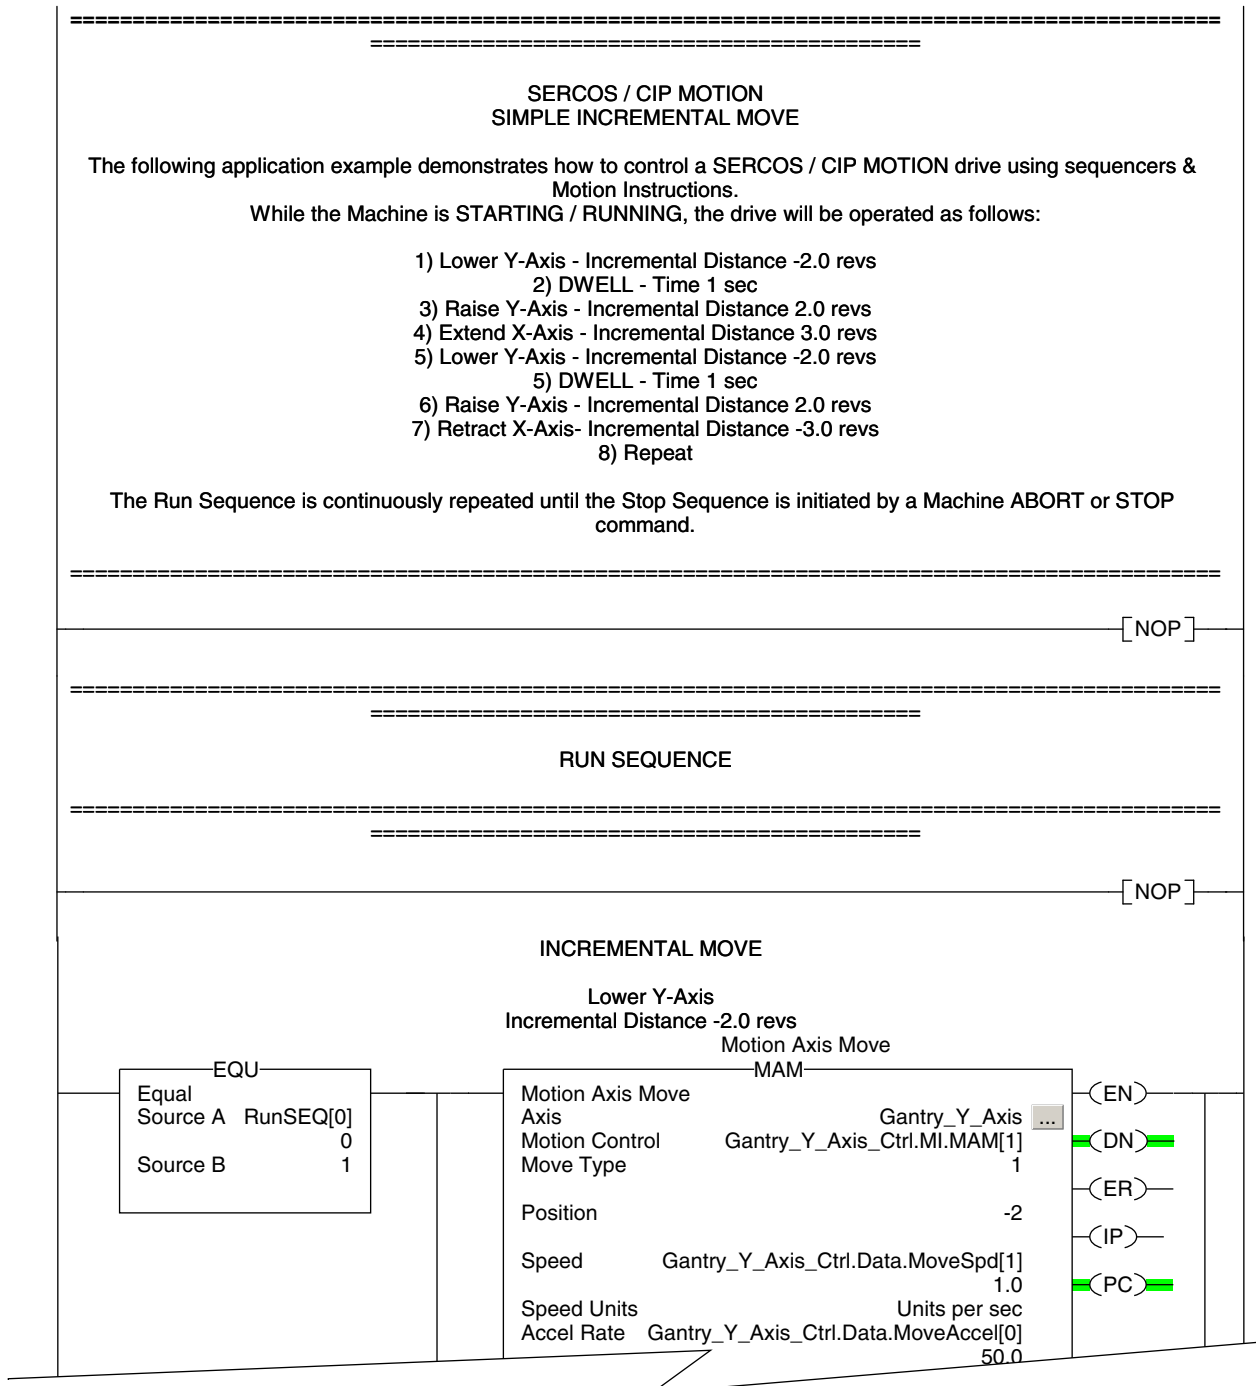 SERCOS / CIP MOTION
SIMPLE INCREMENTAL MOVE
The following application example demonstrates how to control a SERCOS / CIP MOTION drive using sequencers &
Motion Instructions.
While the Machine is STARTING / RUNNING, the drive will be operated as follows:
1) Lower Y-Axis - Incremental Distance -2.0 revs
2) DWELL - Time 1 sec
3) Raise Y-Axis - Incremental Distance 2.0 revs
4) Extend X-Axis - Incremental Distance 3.0 revs
5) Lower Y-Axis - Incremental Distance -2.0 revs
5) DWELL - Time 1 sec
6) Raise Y-Axis - Incremental Distance 2.0 revs
7) Retract X-Axis- Incremental Distance -3.0 revs
8) Repeat
The Run Sequence is continuously repeated until the Stop Sequence is initiated by a Machine ABORT or STOP
command.
NOP
RUN SEQUENCE
NOP
INCREMENTAL MOVE
Lower Y-Axis
Incremental Distance -2.0 revs
Motion Axis Move
EQU
Equal
Source A RunSEQ[0]
0
Source B 1
MAM
Motion Axis Move
Axis Gantry_Y_Axis ...
Motion Control Gantry_Y_Axis_Ctrl.MI.MAM[1]
Move Type 1
Position -2
Speed Gantry_Y_Axis_Ctrl.Data.MoveSpd[1]
1.0
Speed Units Units per sec
Accel Rate Gantry_Y_Axis_Ctrl.Data.MoveAccel[0]
50.0
EN
DN
ER
IP
PC